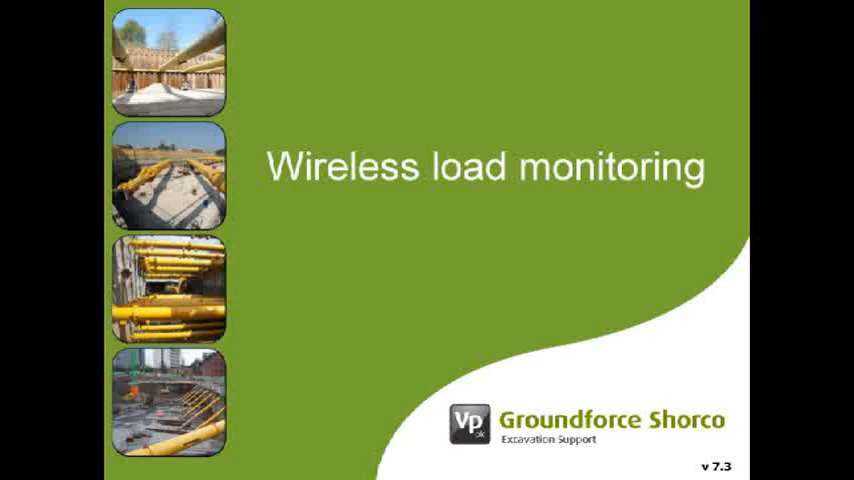 Wireless load monitoring
Vp
plc
Groundforce Shorco
Excavation Support
v 7.3